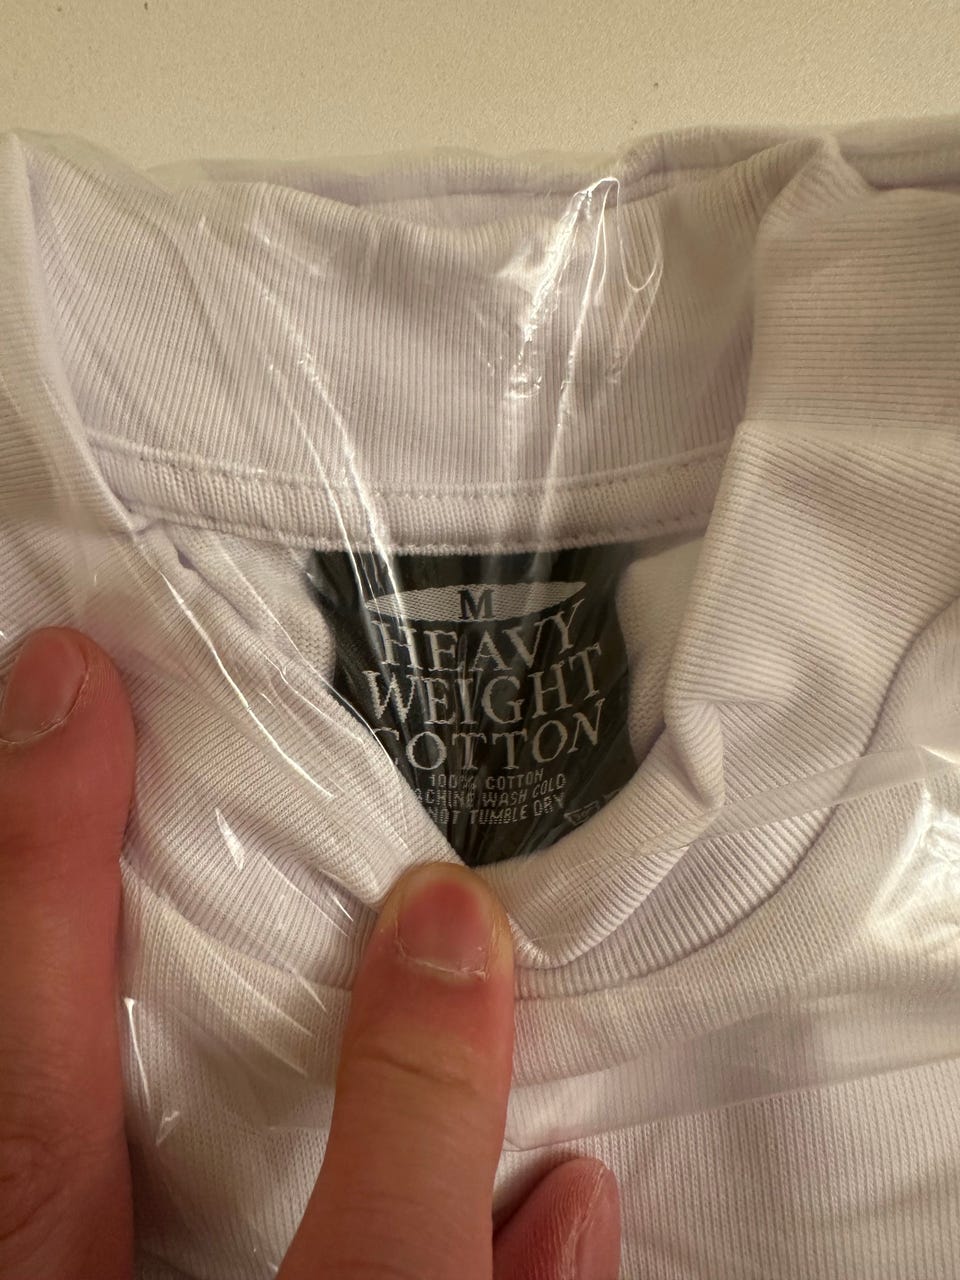 M
HEAVY
WEIGHT
COTTON
100% COTTON
MACHINE WASH COLD
NOT TUMBLE DRY